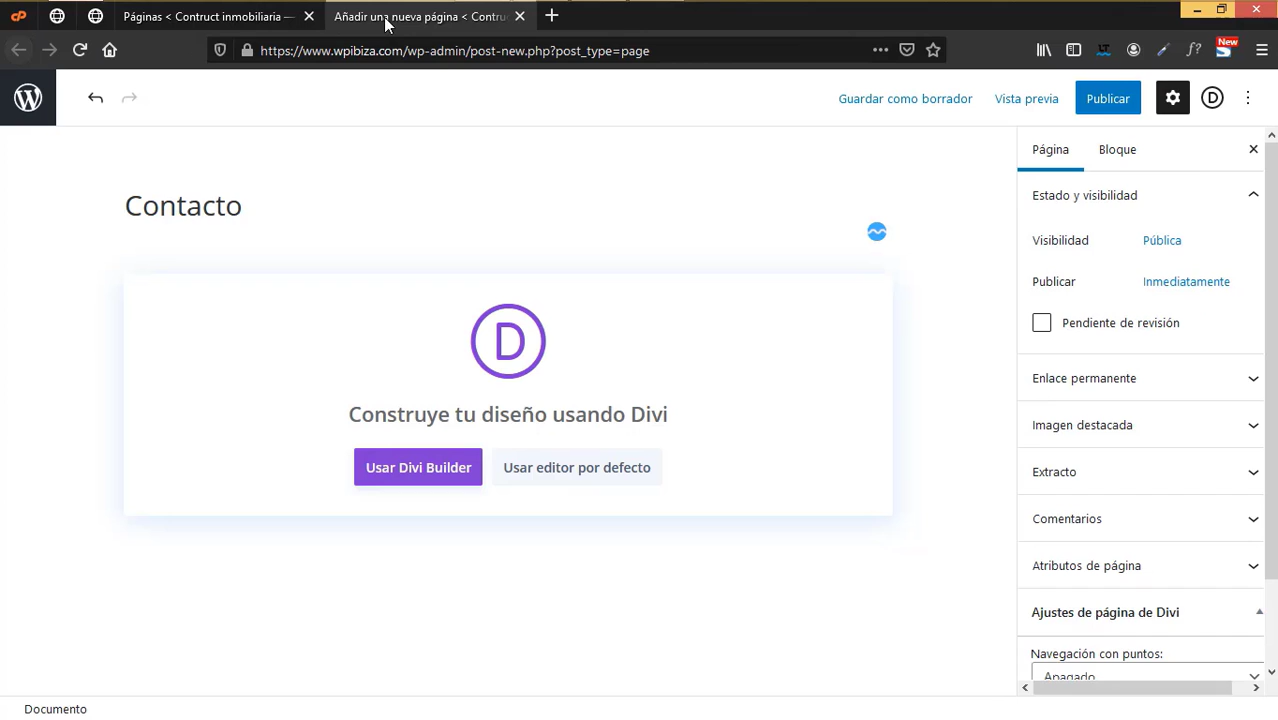 Páginas < Contruct inmobiliaria —
Añadir una nueva página < Contru
https://www.wpibiza.com/wp-admin/post-new.php?post_type=page
New
Guardar como borrador
Vista previa
Publicar
Página
Bloque
Contacto
Estado y visibilidad
Visibilidad
Pública
Publicar
Inmediatamente
Pendiente de revisión
Construye tu diseño usando Divi
Usar Divi Builder
Usar editor por defecto
Enlace permanente
Imagen destacada
Extracto
Comentarios
Atributos de página
Ajustes de página de Divi
Navegación con puntos:
Apagado
Documento